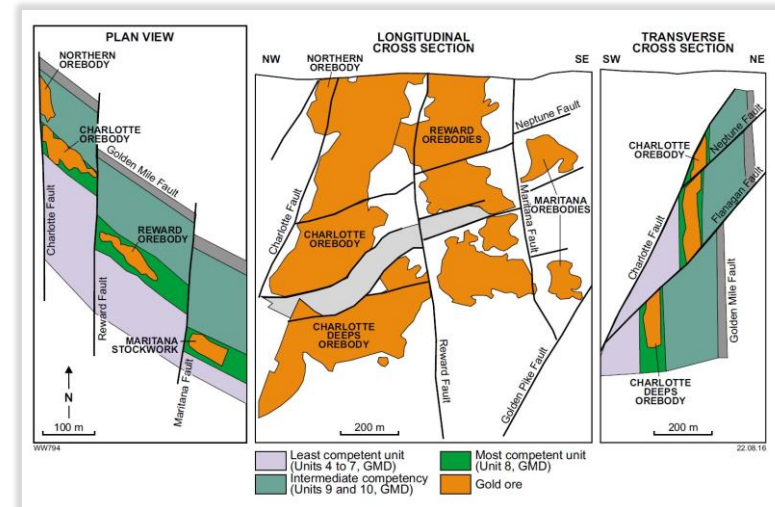 PLAN VIEW
NORTHERN
OREBODY
CHARLOTTE
OREBODY
Golden Mile Fault
Charlotte Fault
REWARD
OREBODY
Reward Fault
MARITANA
STOCKWORK
Maritana Fault
N
100 m
WW794
LONGITUDINAL
CROSS SECTION
NW
SE
NORTHERN
OREBODY
REWARD
OREBODIES
Neptune Fault
Charlotte Fault
Maritana Fault
MARITANA
OREBODIES
CHARLOTTE
OREBODY
CHARLOTTE
DEEPS
OREBODY
Reward Fault
Golden Pike Fault
200 m
TRANSVERSE
CROSS SECTION
SW
NE
CHARLOTTE
OREBODY
Neptune Fault
Flanagan Fault
Charlotte Fault
Golden Mile Fault
CHARLOTTE
DEEPS
OREBODY
200 m
22.08.16
Least competent unit
(Units 4 to 7, GMD)
Intermediate competency
(Units 9 and 10, GMD)
Most competent unit
(Unit 8, GMD)
Gold ore